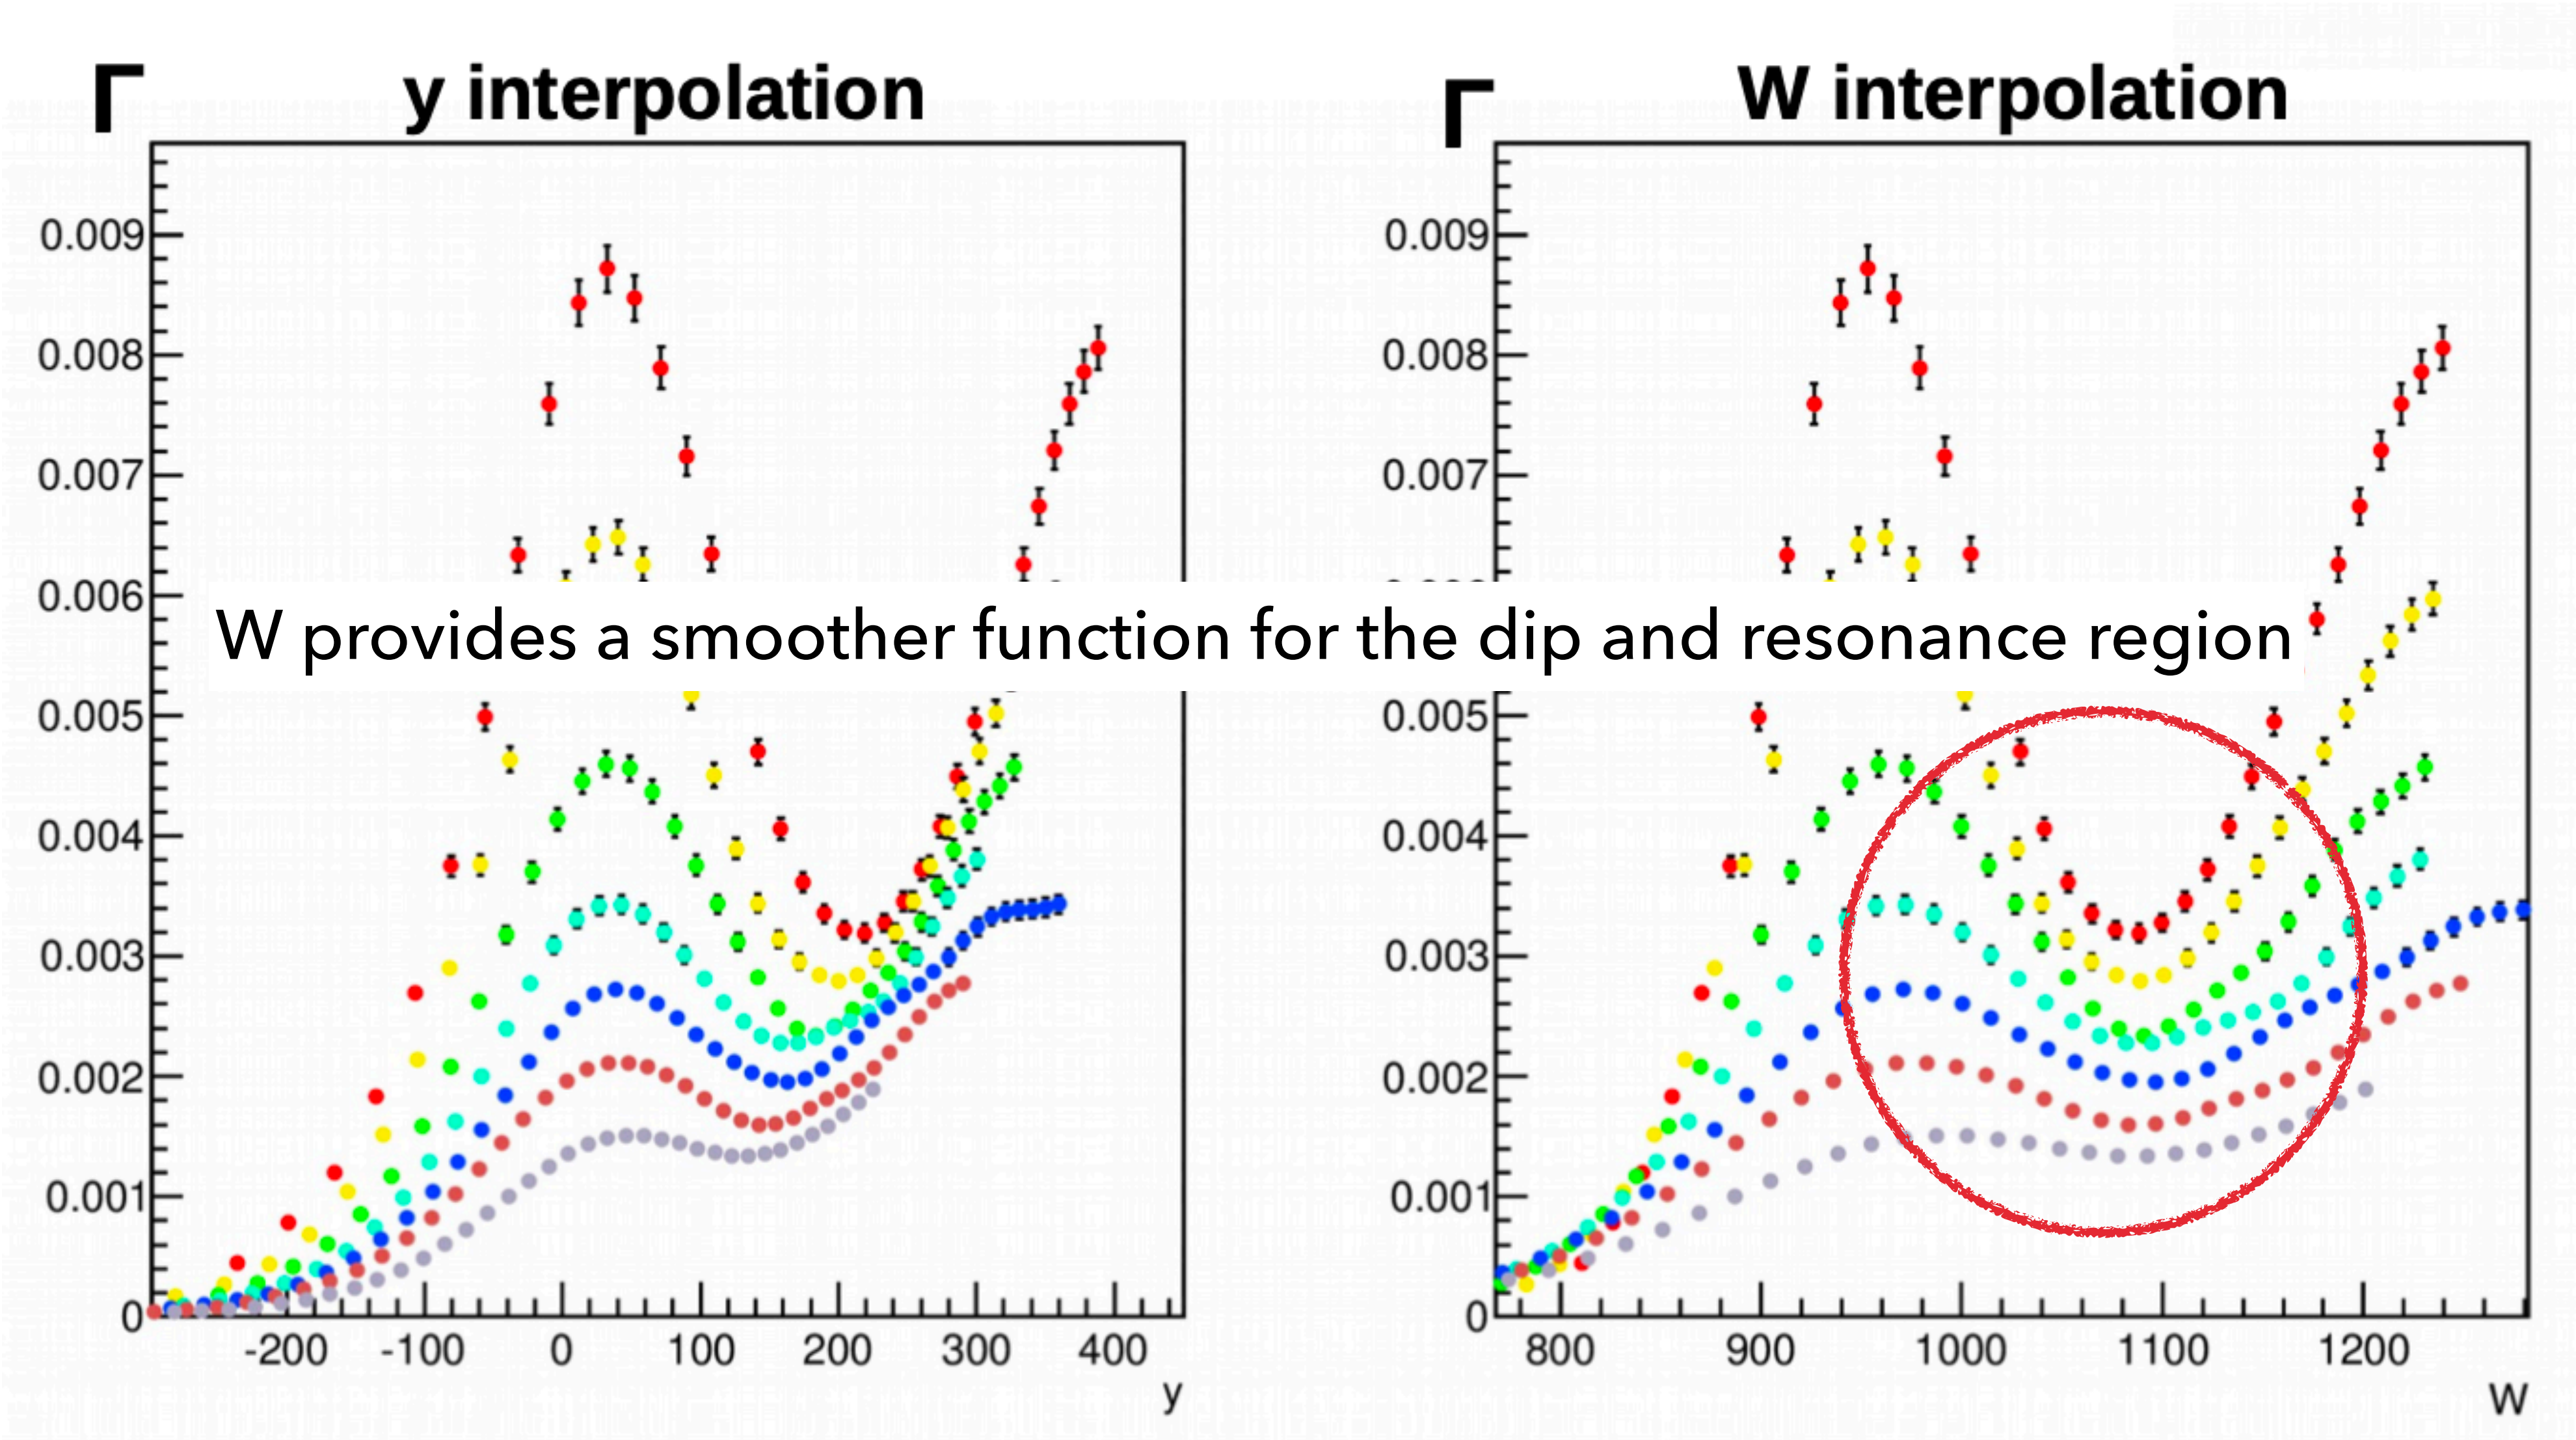 Γ y interpolation
Γ W interpolation
0.009
0.008
0.007
0.006
0.005
0.004
0.003
0.002
0.001
0
-200 -100 0 100 200 300 400
y
0.009
0.008
0.007
0.005
0.004
0.003
0.002
0.001
0
800 900 1000 1100 1200
W
W provides a smoother function for the dip and resonance region